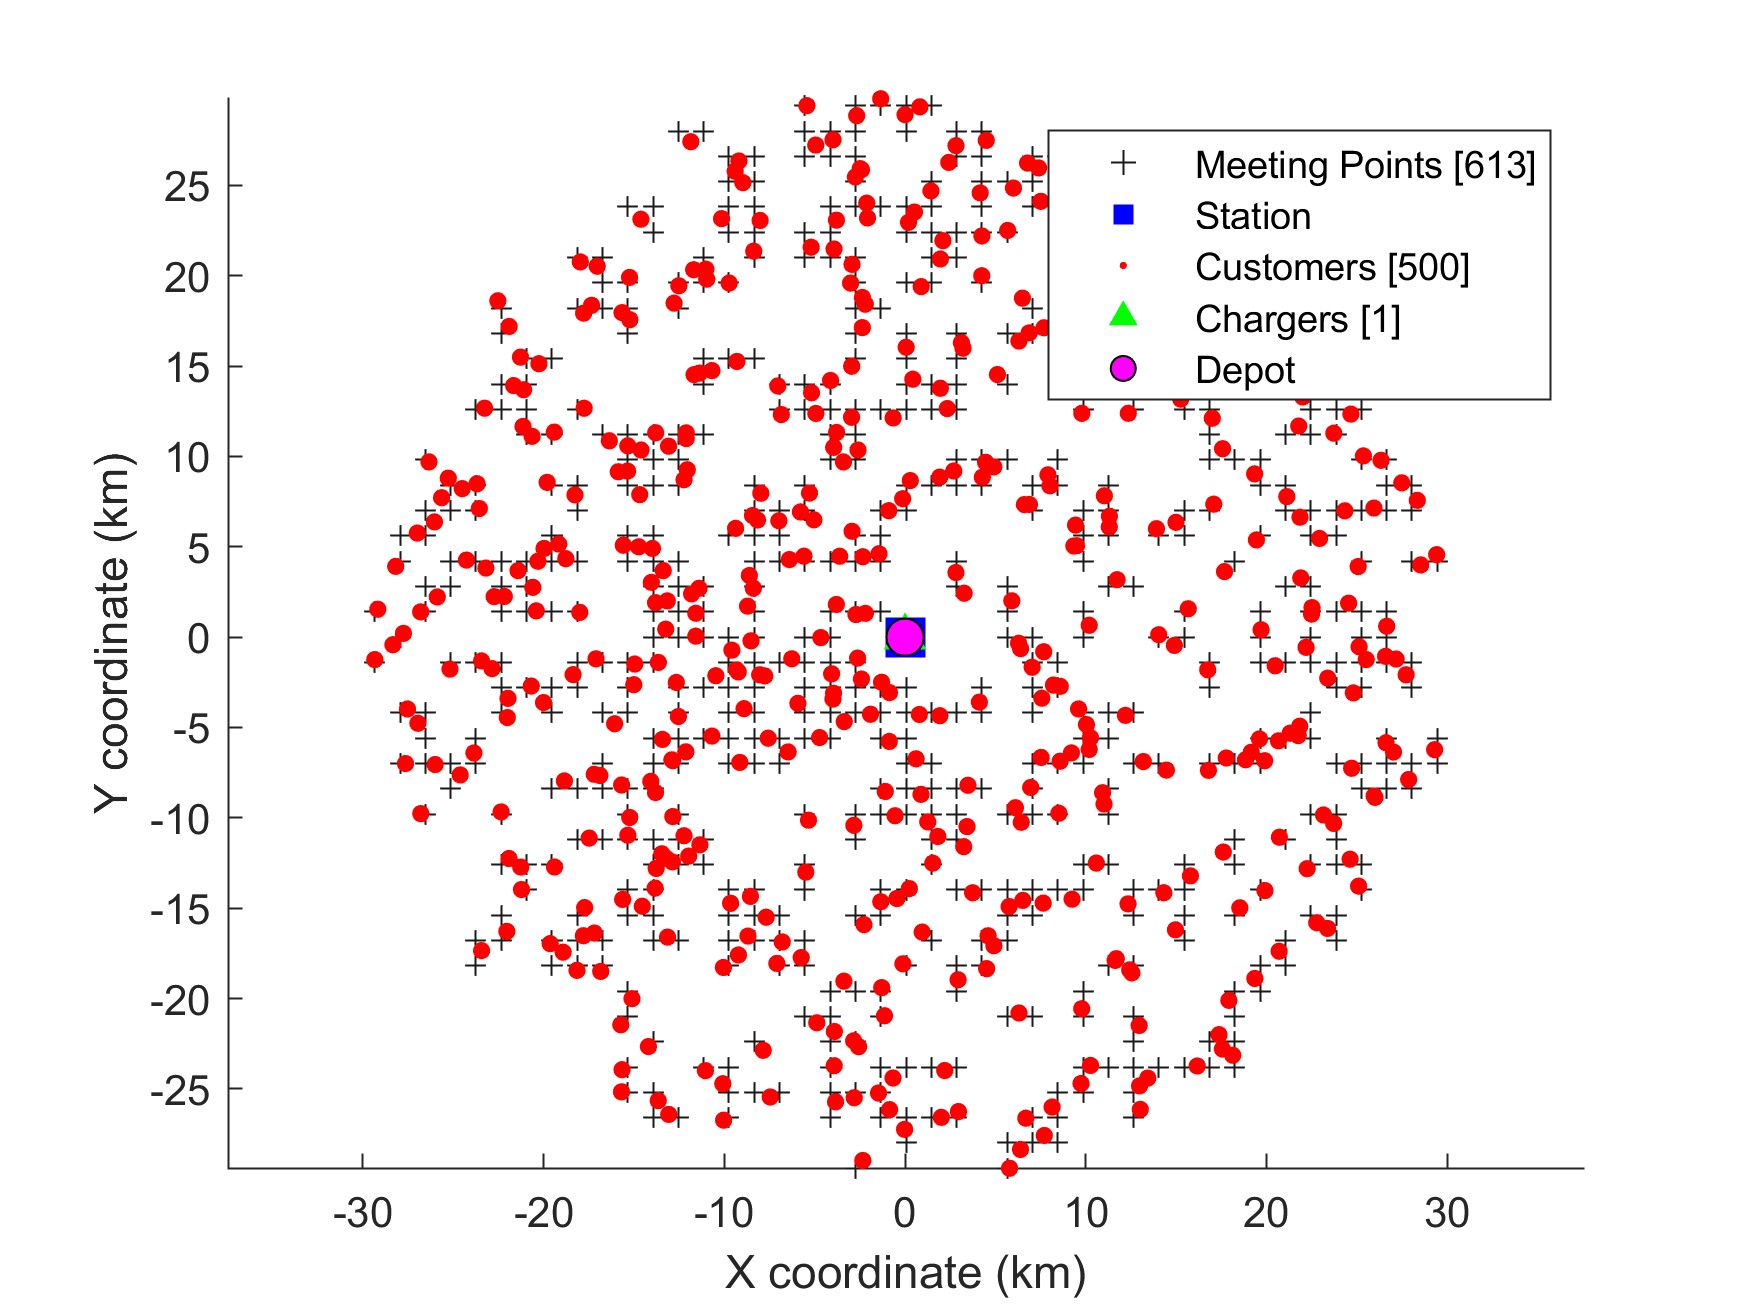 Meeting Points [613]
Station
Customers [500]
Chargers [1]
Depot
25
20
15
10
5
0
-5
-10
-15
-20
-25
Y coordinate (km)
-30 -20 -10 0 10 20 30
X coordinate (km)